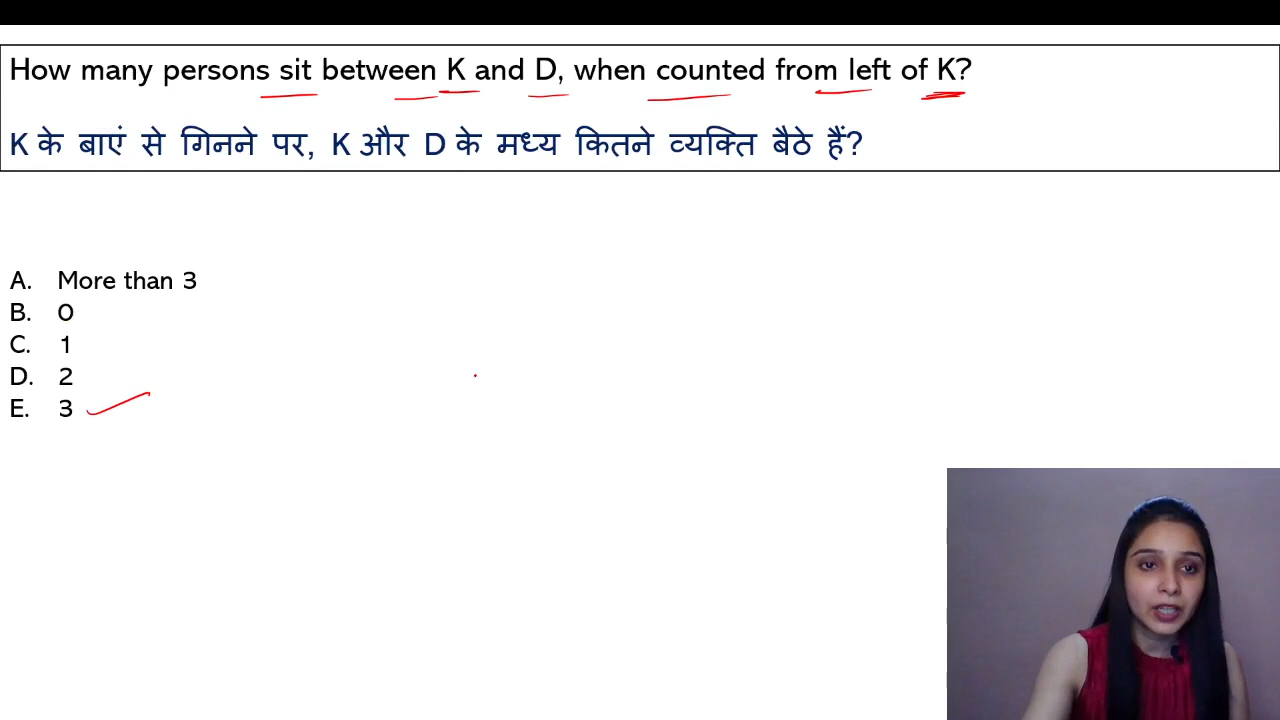 How many persons sit between K and D, when counted from left of K?
K के बाएं से गिनने पर, K और D के मध्य कितने व्यक्ति बैठे हैं?
A. More than 3
B. 0
C. 1
D. 2
E. 3